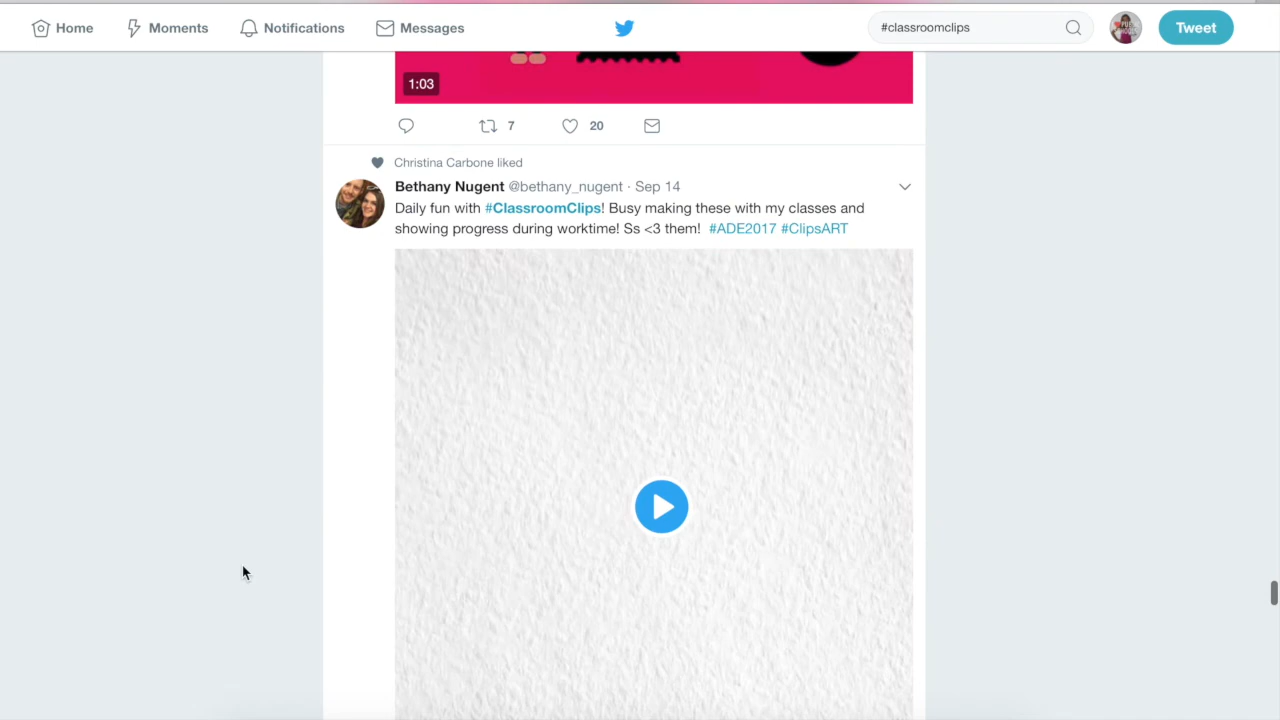 Home Moments Notifications Messages #classroomclips Tweet
1:03
7 20
Christina Carbone liked
Bethany Nugent @bethany_nugent · Sep 14
Daily fun with #ClassroomClips! Busy making these with my classes and
showing progress during worktime! Ss <3 them! #ADE2017 #ClipsART